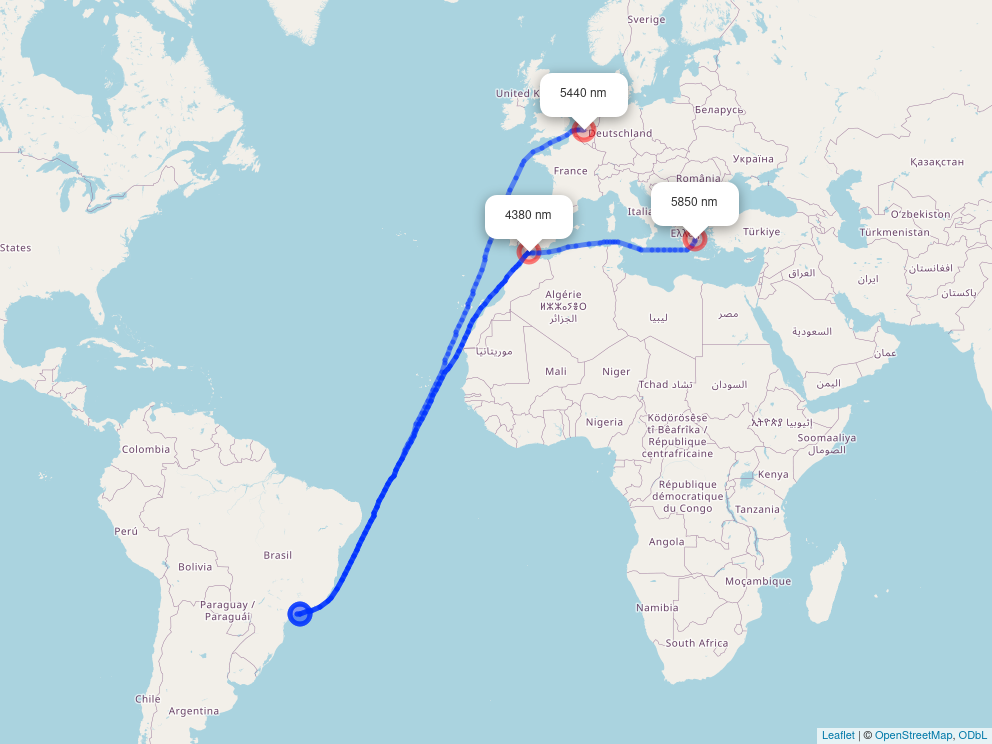 Sverige
5440 nm
United K
Беларусь
Deutschland
Україна
Қазақстан
France
România
5850 nm
Italia
4380 nm
Ελλ
Türkiye
O'zbekiston
Türkmenistan
States
العراق
ایران
افغانستان
پاکستان
Algérie
ⵍⵣⵣⴰⵢⴻⵔ
الجزائر
ليبيا
مصر
السعودية
عمان
موريتانيا
Mali
Niger
Tchad تشاد
السودان
اليمن
Nigeria
Ködörösêse
tî Bêafrîka /
République
centrafricaine
ኢትዮጵያ إثيوبيا
Soomaaliya
الصومال
Colombia
Kenya
République
démocratique
du Congo
Tanzania
Perú
Angola
Brasil
Bolivia
Moçambique
Paraguay /
Paraguái
Namibia
South Africa
Chile
Argentina
Leaflet | © OpenStreetMap, ODbL